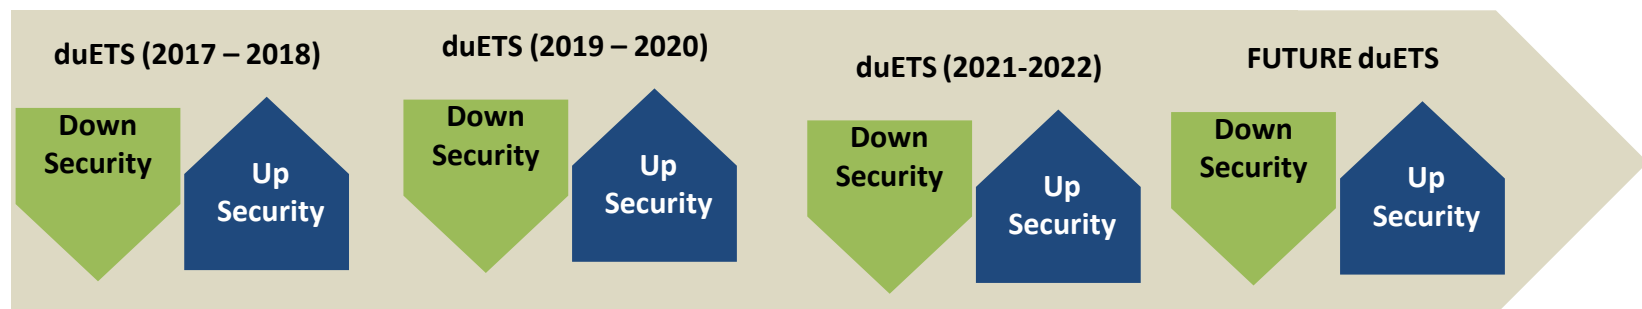 duETS (2017 – 2018)
Down
Security
Up
Security
duETS (2019 – 2020)
Down
Security
Up
Security
duETS (2021-2022)
Down
Security
Up
Security
FUTURE duETS
Down
Security
Up
Security